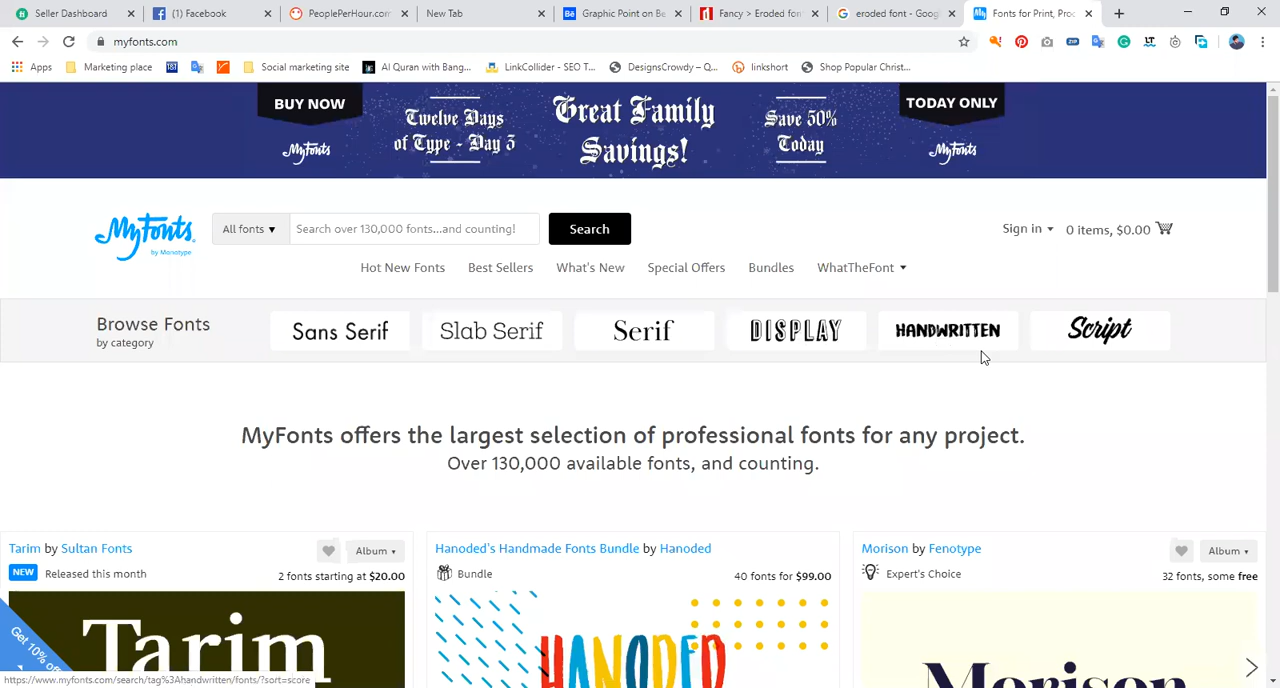 Seller Dashboard
(1) Facebook
PeoplePerHour.com
New Tab
Graphic Point on Be
Fancy > Eroded fon
eroded font - Goog
Fonts for Print, Pro
myfonts.com
Apps
Marketing place
Social marketing site
Al Quran with Bang...
LinkCollider - SEO T...
DesignsCrowdy – Q...
linkshort
Shop Popular Christ...
BUY NOW
MyFonts
Twelve Days
of Type - Day 3
Great Family
Savings!
Save 50%
Today
TODAY ONLY
MyFonts
MyFonts
by Monotype
All fonts ▼
Search over 130,000 fonts...and counting!
Search
Sign in ▾
0 items, $0.00
Hot New Fonts
Best Sellers
What's New
Special Offers
Bundles
WhatTheFont ▾
Browse Fonts
by category
Sans Serif
Slab Serif
Serif
DISPLAY
HANDWRITTEN
Script
MyFonts offers the largest selection of professional fonts for any project.
Over 130,000 available fonts, and counting.
Tarim by Sultan Fonts
Album ▾
NEW
Released this month
2 fonts starting at $20.00
Tarim
Hanoded's Handmade Fonts Bundle by Hanoded
Bundle
40 fonts for $99.00
HANODED
Morison by Fenotype
Album ▾
Expert's Choice
32 fonts, some free
Morison
Get 10% off
https://www.myfonts.com/search/tag%3Ahandwritten/fonts/?sort=score